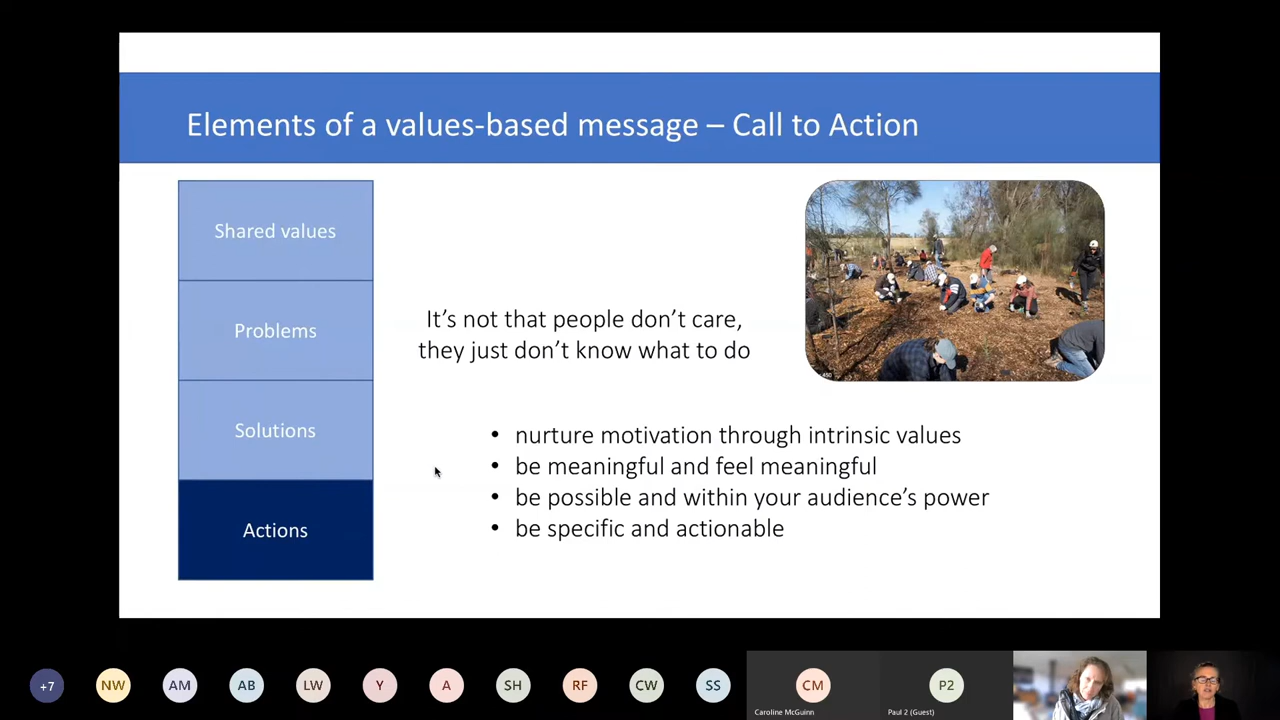 Elements of a values-based message – Call to Action
Shared values
Problems
Solutions
Actions
It’s not that people don’t care,
they just don’t know what to do
• nurture motivation through intrinsic values
• be meaningful and feel meaningful
• be possible and within your audience’s power
• be specific and actionable
+7
NW
AM
AB
LW
Y
A
SH
RF
CW
SS
CM
Caroline McGuinn
P2
Paul 2 (Guest)